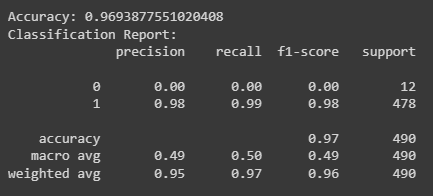 Accuracy: 0.9693877551020408
Classification Report:
precision recall f1-score support
0 0.00 0.00 0.00 12
1 0.98 0.99 0.98 478
accuracy 0.97 490
macro avg 0.49 0.50 0.49 490
weighted avg 0.95 0.97 0.96 490